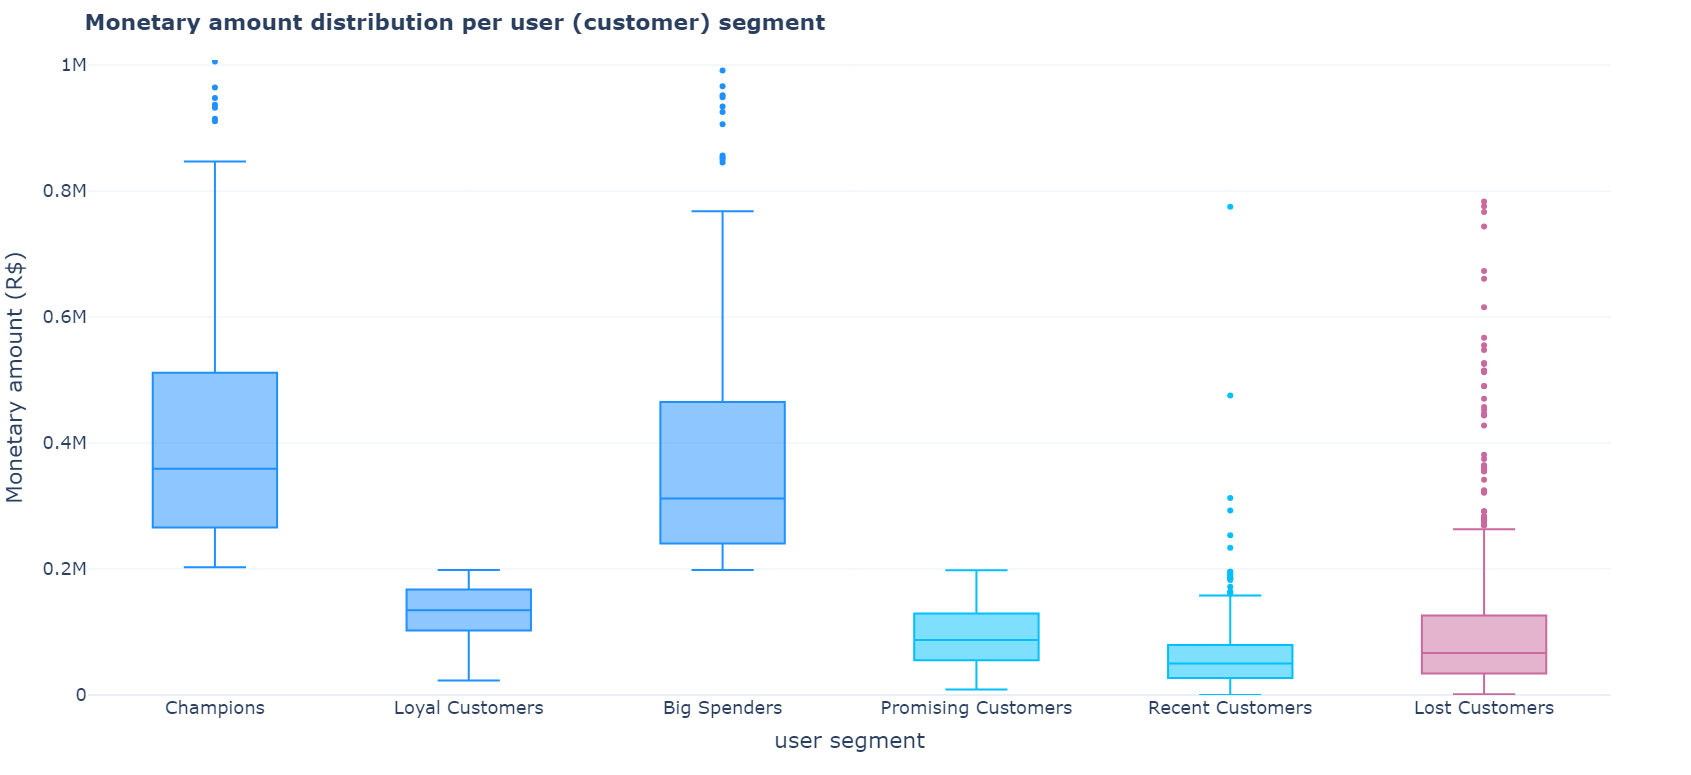 Monetary amount distribution per user (customer) segment
Monetary amount (R$)
1M
0.8M
0.6M
0.4M
0.2M
0
Champions
Loyal Customers
Big Spenders
Promising Customers
Recent Customers
Lost Customers
user segment